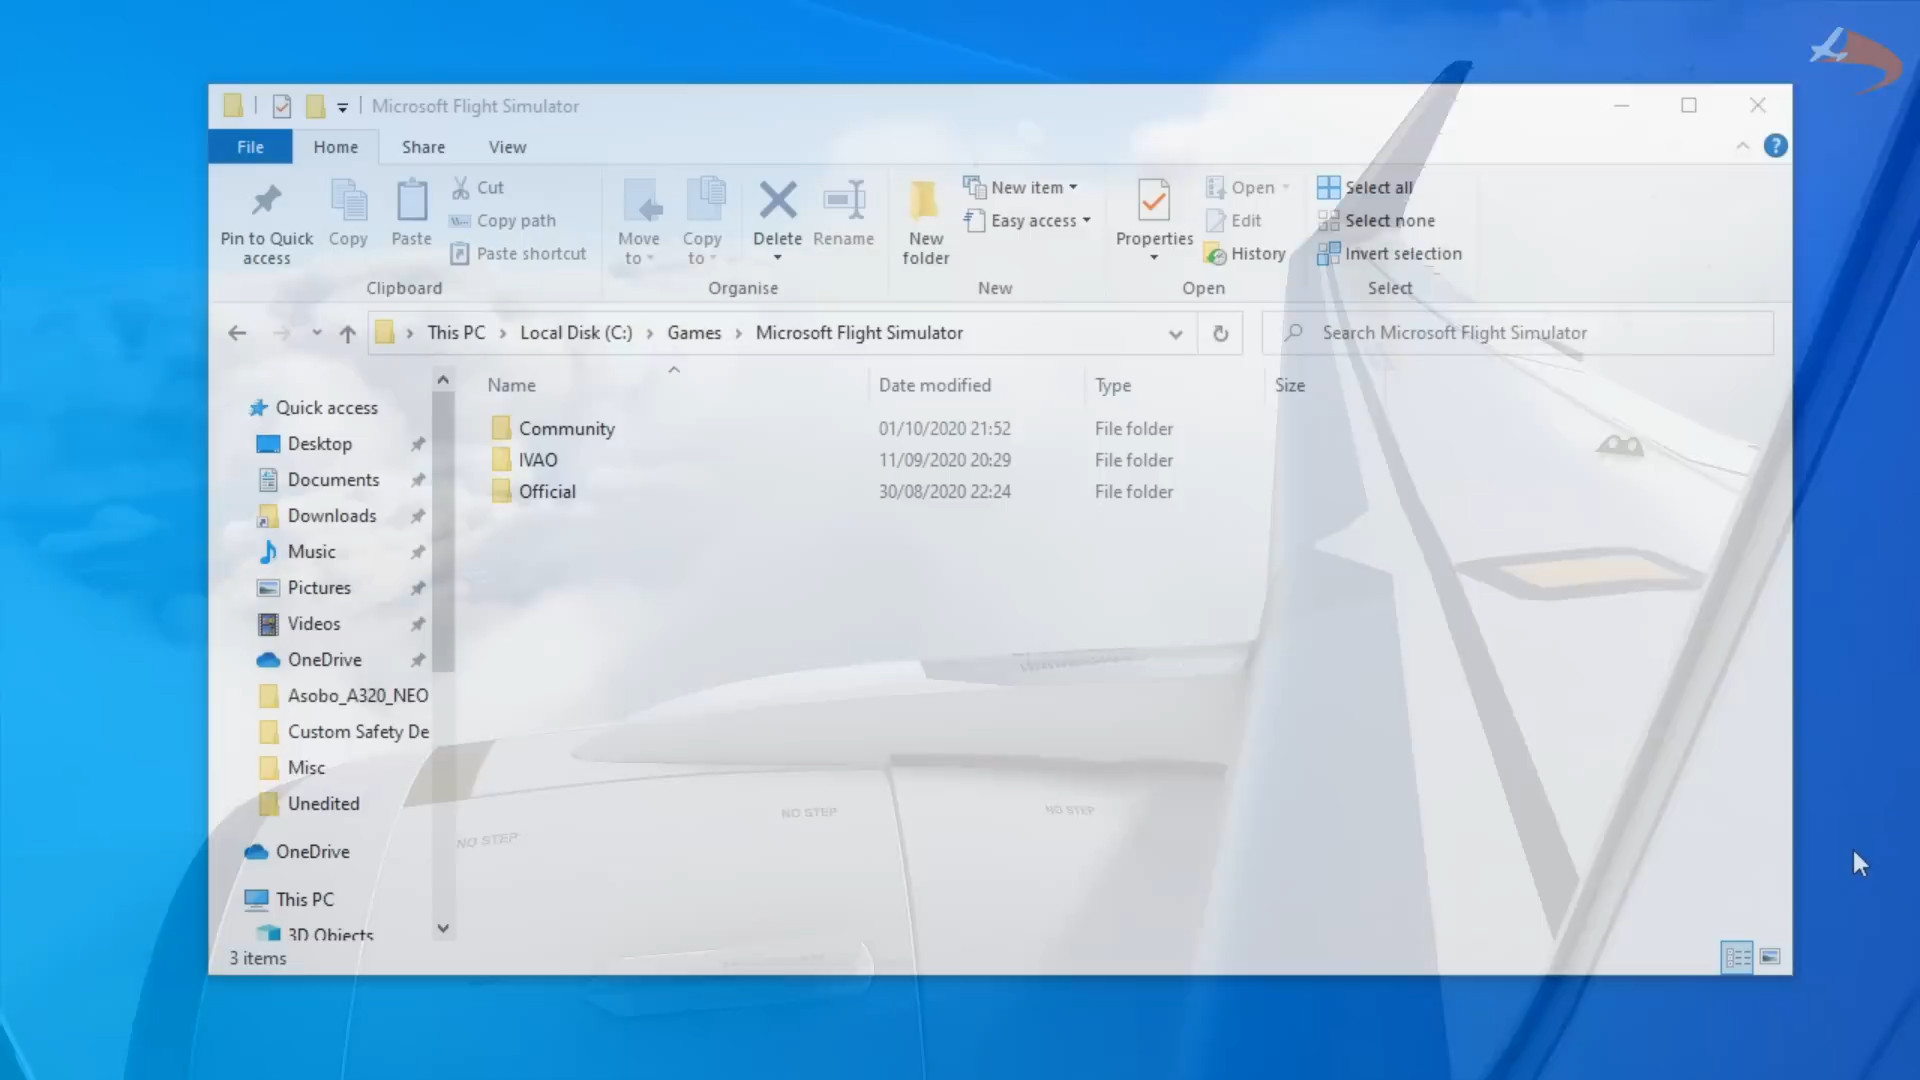 Microsoft Flight Simulator
File Home Share View
Pin to Quick access
Copy
Paste
Cut
Copy path
Paste shortcut
Clipboard
Move to
Copy to
Delete
Rename
Organise
New folder
New item
Easy access
New
Properties
Open
Edit
History
Open
Select all
Select none
Invert selection
Select
This PC › Local Disk (C:) › Games › Microsoft Flight Simulator
Search Microsoft Flight Simulator
Name Date modified Type Size
Community 01/10/2020 21:52 File folder
IVAO 11/09/2020 20:29 File folder
Official 30/08/2020 22:24 File folder
Quick access
Desktop
Documents
Downloads
Music
Pictures
Videos
OneDrive
Asobo_A320_NEO
Custom Safety De
Misc
Unedited
OneDrive
This PC
3D Objects
3 items
NO STEP
NO STEP
NO STEP